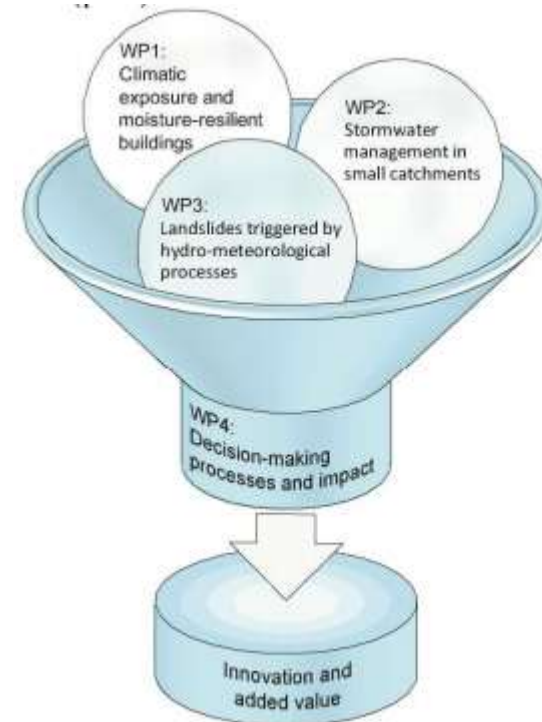 WP1:
Climatic
exposure and
moisture-resilient
buildings
WP2:
Stormwater
management in
small catchments
WP3:
Landslides triggered by
hydro-meteorological
processes
WP4:
Decision-making
processes and impact
Innovation and
added value